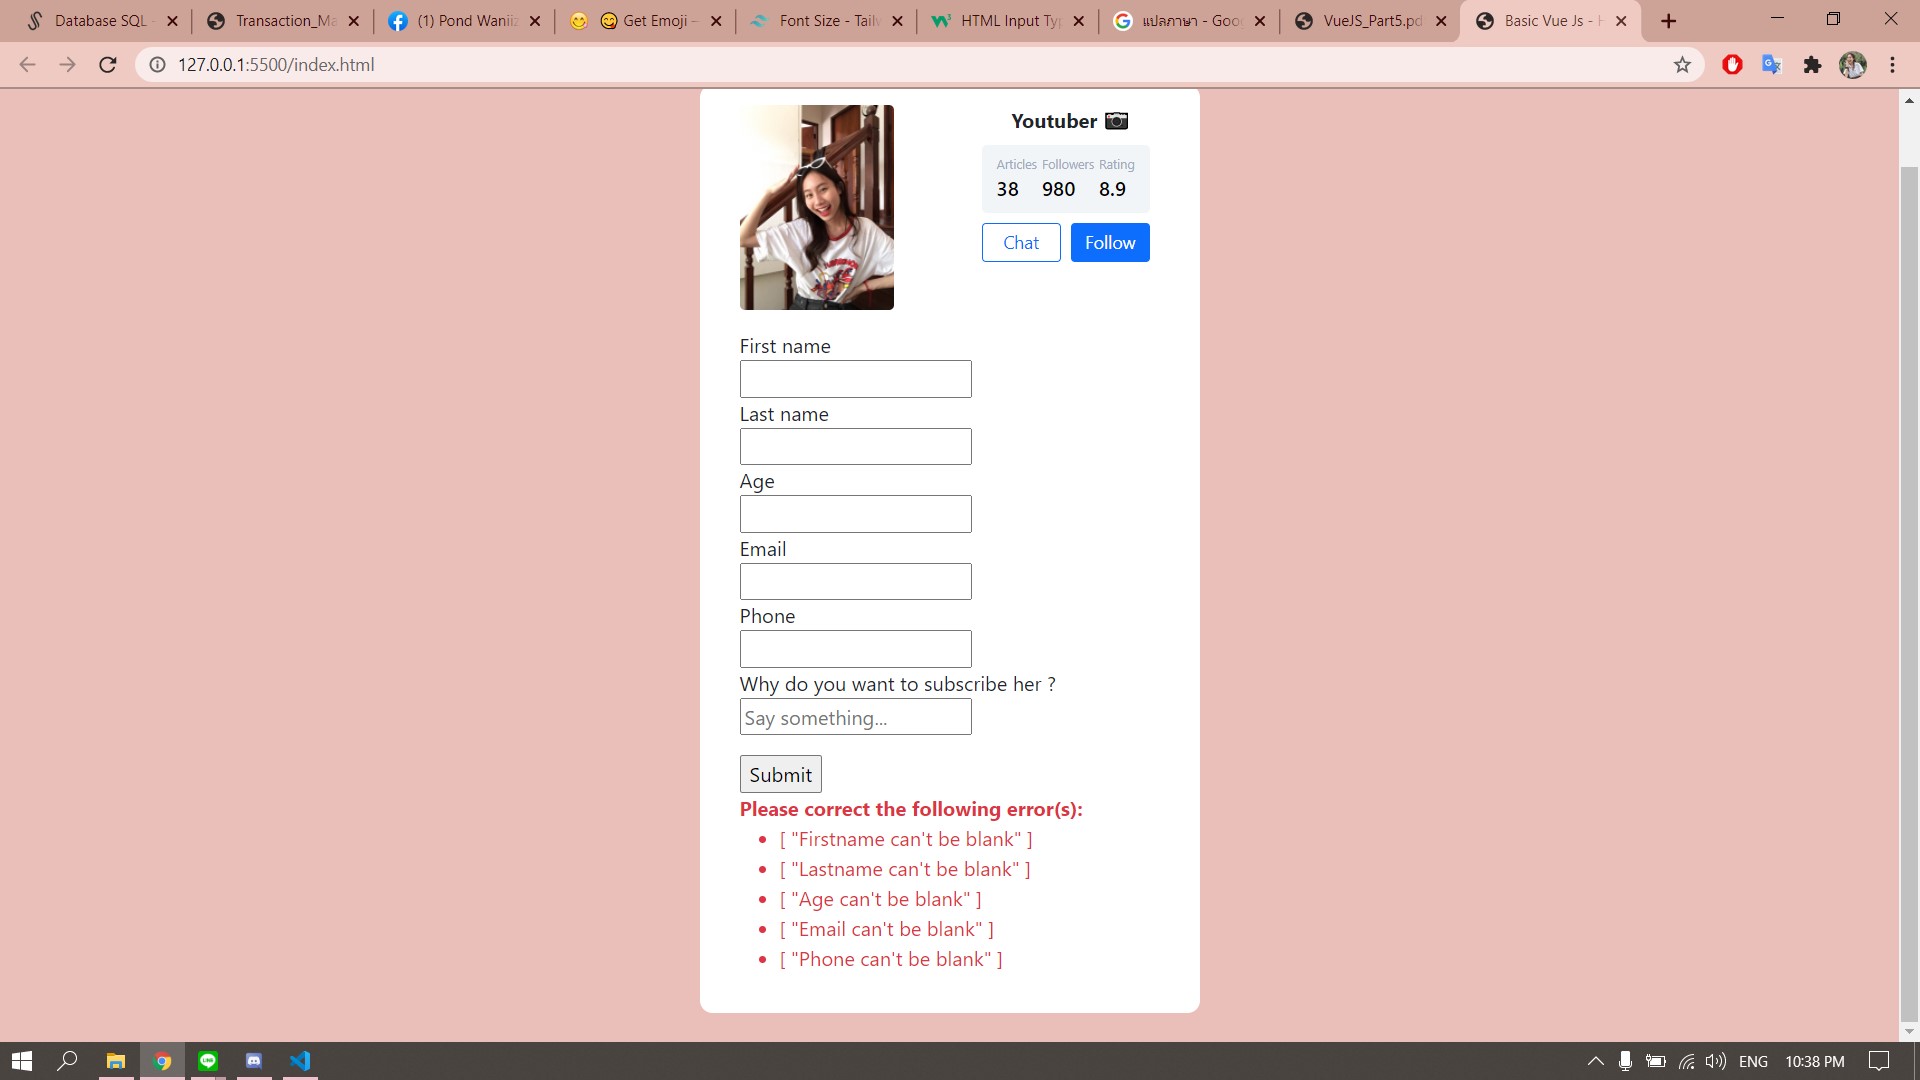 Database SQL -
Transaction_Ma
(1) Pond Waniiz
😋 Get Emoji —
Font Size - Tailw
HTML Input Typ
แปลภาษา - Goo
VueJS_Part5.pd
Basic Vue Js - H
127.0.0.1:5500/index.html
Youtuber 📷
Articles Followers Rating
38 980 8.9
Chat Follow
First name
Last name
Age
Email
Phone
Why do you want to subscribe her ?
Say something...
Submit
Please correct the following error(s):
• [ "Firstname can't be blank" ]
• [ "Lastname can't be blank" ]
• [ "Age can't be blank" ]
• [ "Email can't be blank" ]
• [ "Phone can't be blank" ]
ENG 10:38 PM